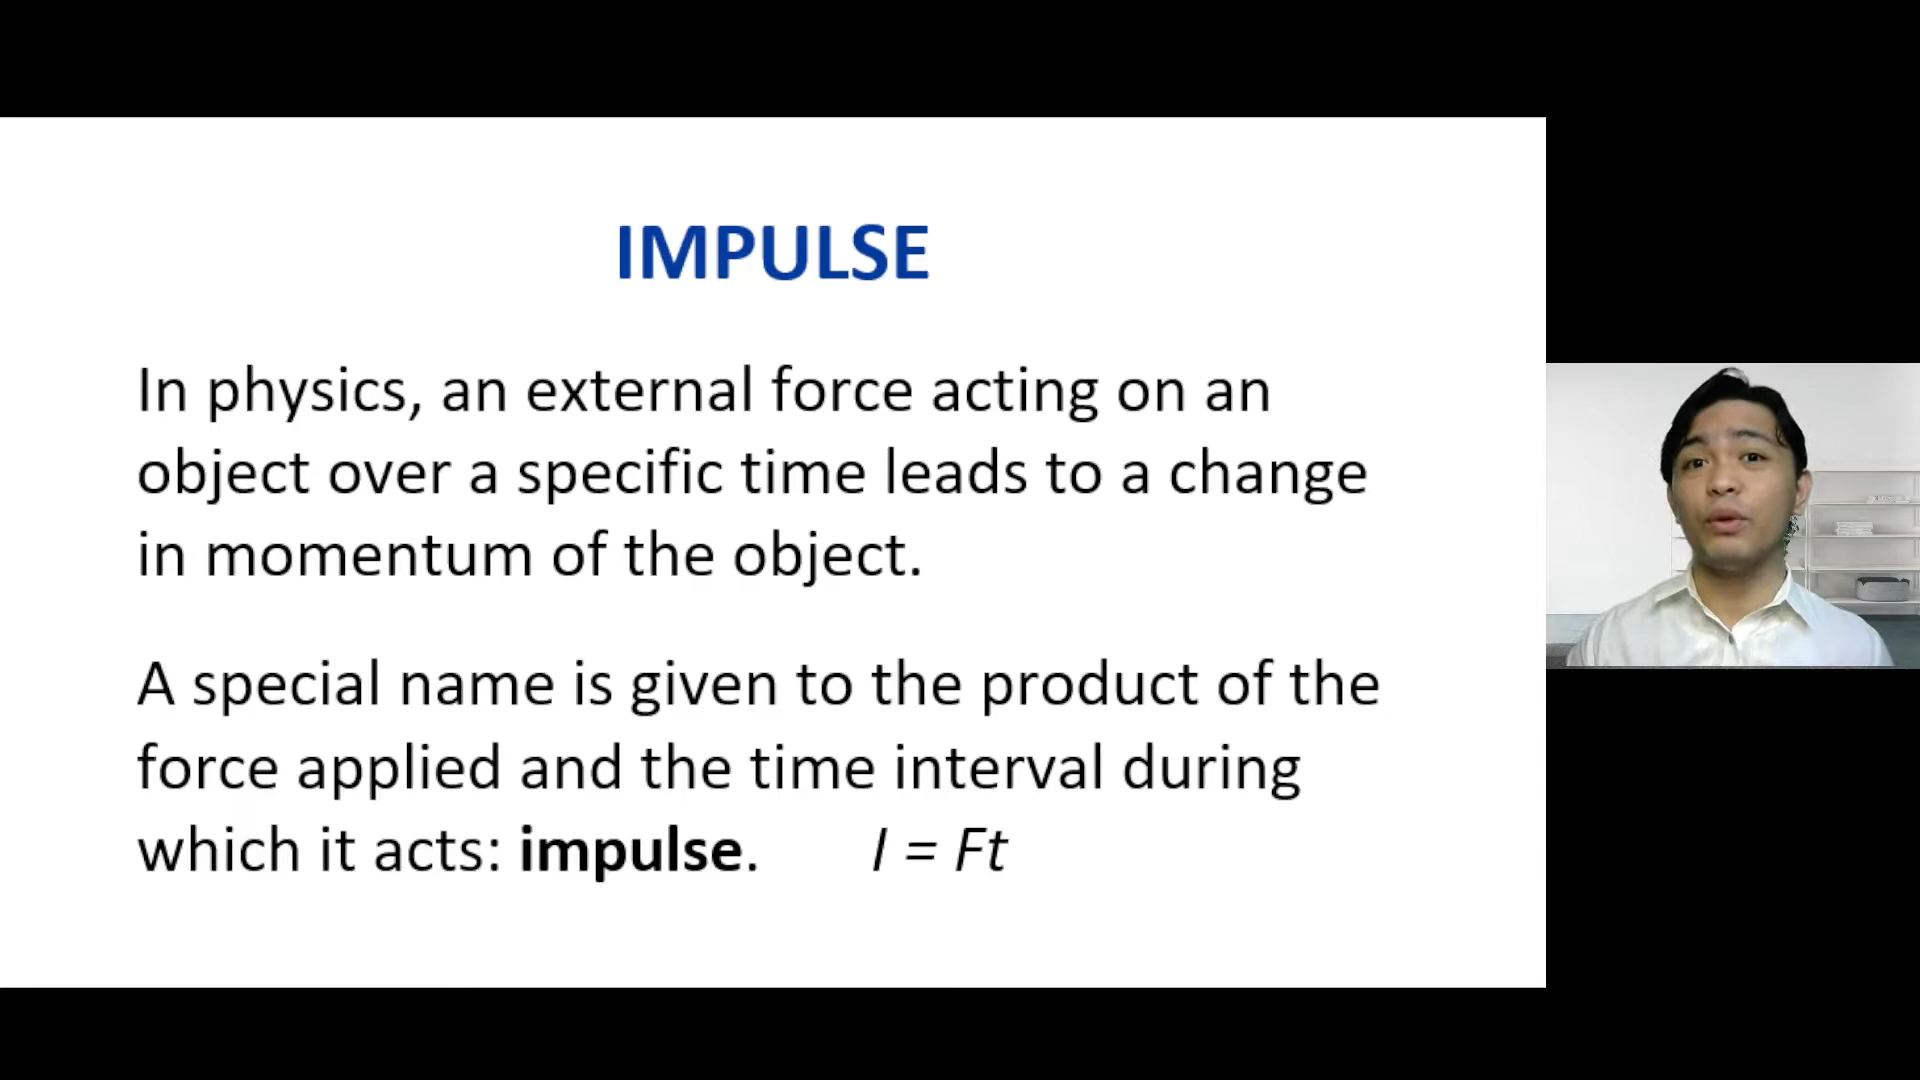 IMPULSE
In physics, an external force acting on an
object over a specific time leads to a change
in momentum of the object.
A special name is given to the product of the
force applied and the time interval during
which it acts: impulse. I = Ft